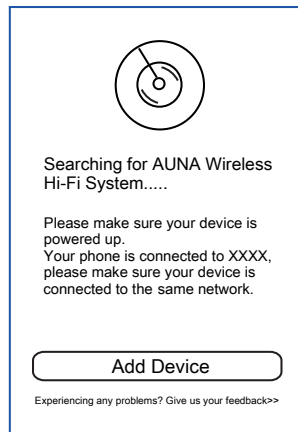 Searching for AUNA Wireless
Hi-Fi System.....
Please make sure your device is
powered up.
Your phone is connected to XXXX,
please make sure your device is
connected to the same network.
Add Device
Experiencing any problems? Give us your feedback>>